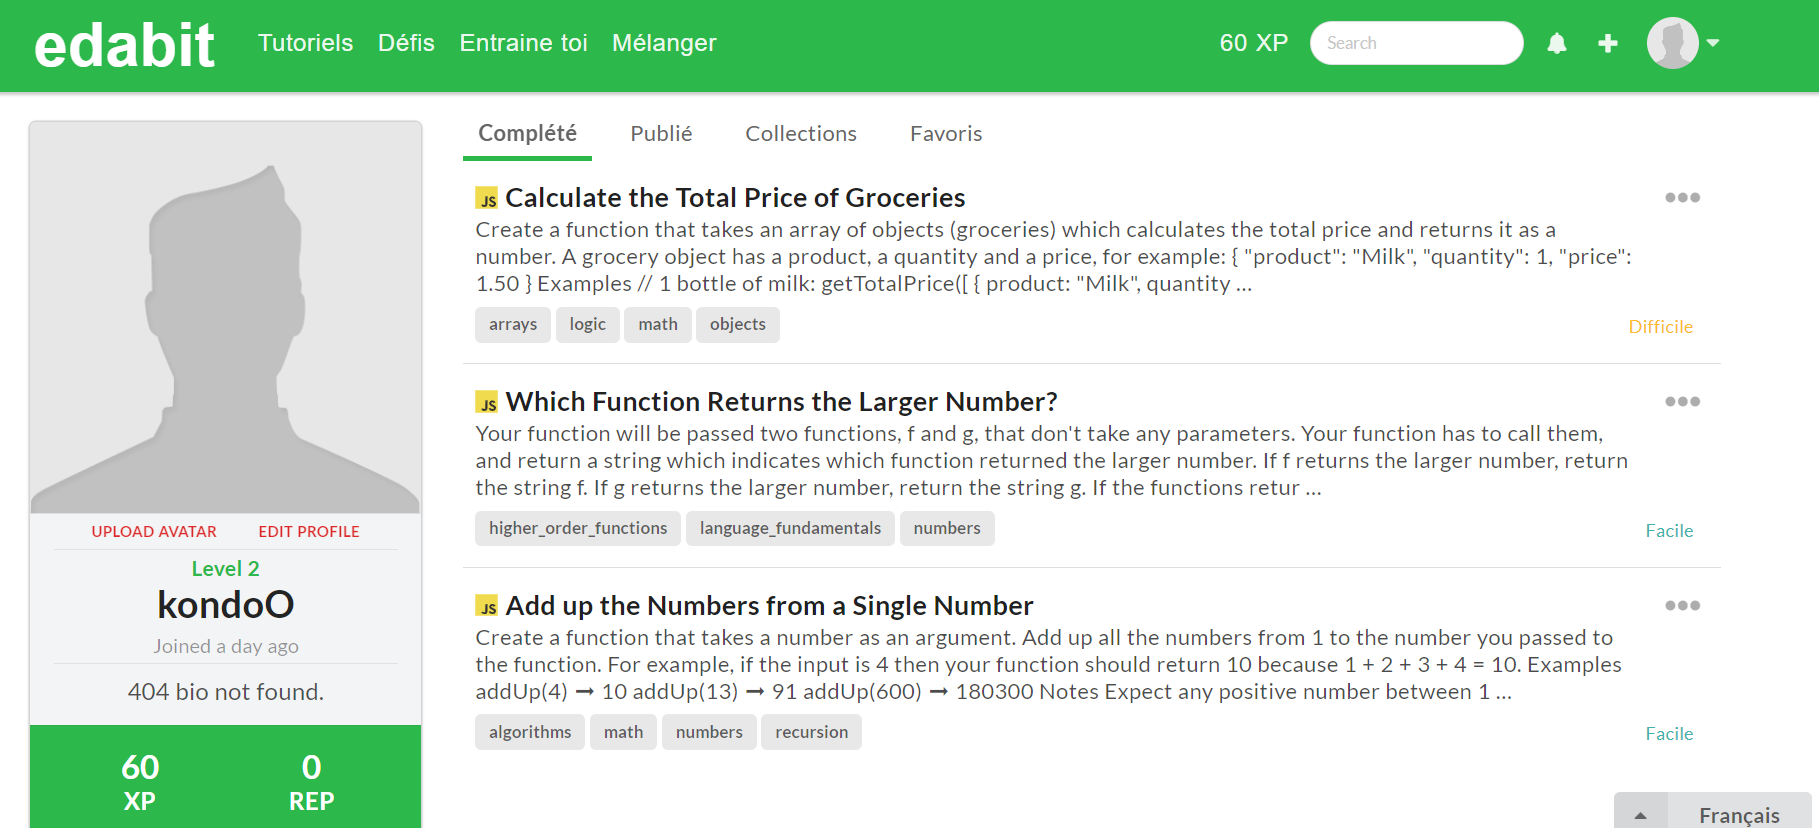 edabit Tutoriels Défis Entraine toi Mélanger 60 XP Search
UPLOAD AVATAR EDIT PROFILE
Level 2
kondoO
Joined a day ago
404 bio not found.
60 0
XP REP
Complété Publié Collections Favoris
JS Calculate the Total Price of Groceries
Create a function that takes an array of objects (groceries) which calculates the total price and returns it as a
number. A grocery object has a product, a quantity and a price, for example: { "product": "Milk", "quantity": 1, "price":
1.50 } Examples // 1 bottle of milk: getTotalPrice([ { product: "Milk", quantity ...
arrays logic math objects
Difficile
JS Which Function Returns the Larger Number?
Your function will be passed two functions, f and g, that don't take any parameters. Your function has to call them,
and return a string which indicates which function returned the larger number. If f returns the larger number, return
the string f. If g returns the larger number, return the string g. If the functions retur ...
higher_order_functions language_fundamentals numbers
Facile
JS Add up the Numbers from a Single Number
Create a function that takes a number as an argument. Add up all the numbers from 1 to the number you passed to
the function. For example, if the input is 4 then your function should return 10 because 1 + 2 + 3 + 4 = 10. Examples
addUp(4) ➞ 10 addUp(13) ➞ 91 addUp(600) ➞ 180300 Notes Expect any positive number between 1 ...
algorithms math numbers recursion
Facile
Français